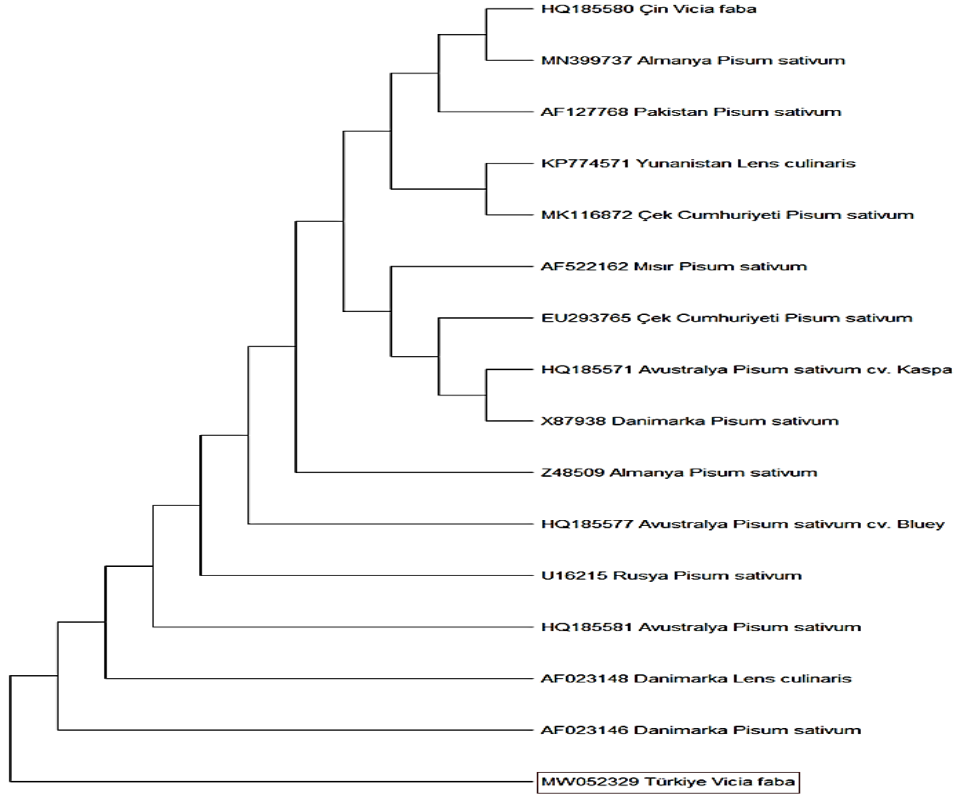 HQ185580 Çin Vicia faba
MN399737 Almanya Pisum sativum
AF127768 Pakistan Pisum sativum
KP774571 Yunanistan Lens culinaris
MK116872 Çek Cumhuriyeti Pisum sativum
AF522162 Mısır Pisum sativum
EU293765 Çek Cumhuriyeti Pisum sativum
HQ185571 Avustralya Pisum sativum cv. Kaspa
X87938 Danimarka Pisum sativum
Z48509 Almanya Pisum sativum
HQ185577 Avustralya Pisum sativum cv. Bluey
U16215 Rusya Pisum sativum
HQ185581 Avustralya Pisum sativum
AF023148 Danimarka Lens culinaris
AF023146 Danimarka Pisum sativum
MW052329 Türkiye Vicia faba